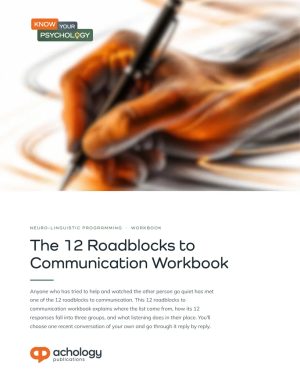 KNOW YOUR
PSYCHOLOGY
NEURO-LINGUISTIC PROGRAMMING WORKBOOK
The 12 Roadblocks to
Communication Workbook
Anyone who has tried to help and watched the other person go quiet has met
one of the 12 roadblocks to communication. This 12 roadblocks to
communication workbook explains where the list came from, how its 12
responses fall into three groups, and what listening does in their place. You'll
choose one recent conversation of your own and go through it reply by reply.
achology
publications